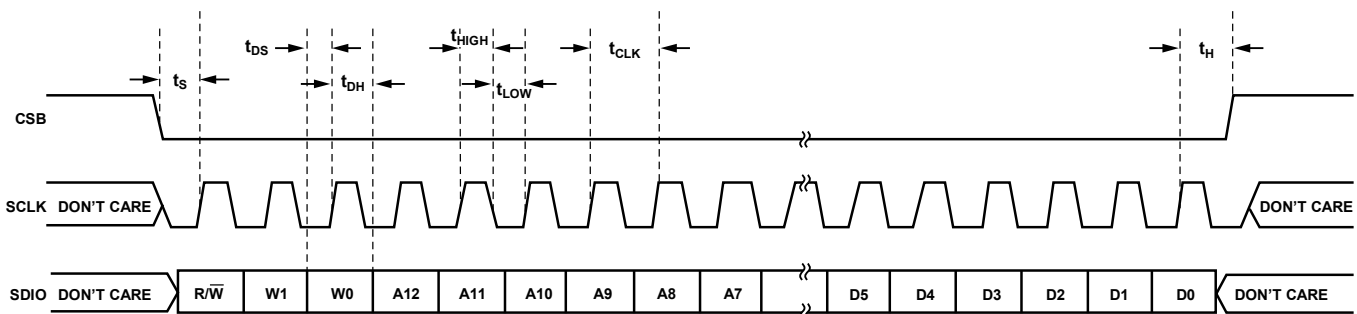 tDS tHIGH tCLK tH
tS tDH tLOW
CSB
SCLK DON'T CARE DON'T CARE
SDIO DON'T CARE R/W̅ W1 W0 A12 A11 A10 A9 A8 A7 D5 D4 D3 D2 D1 D0 DON'T CARE